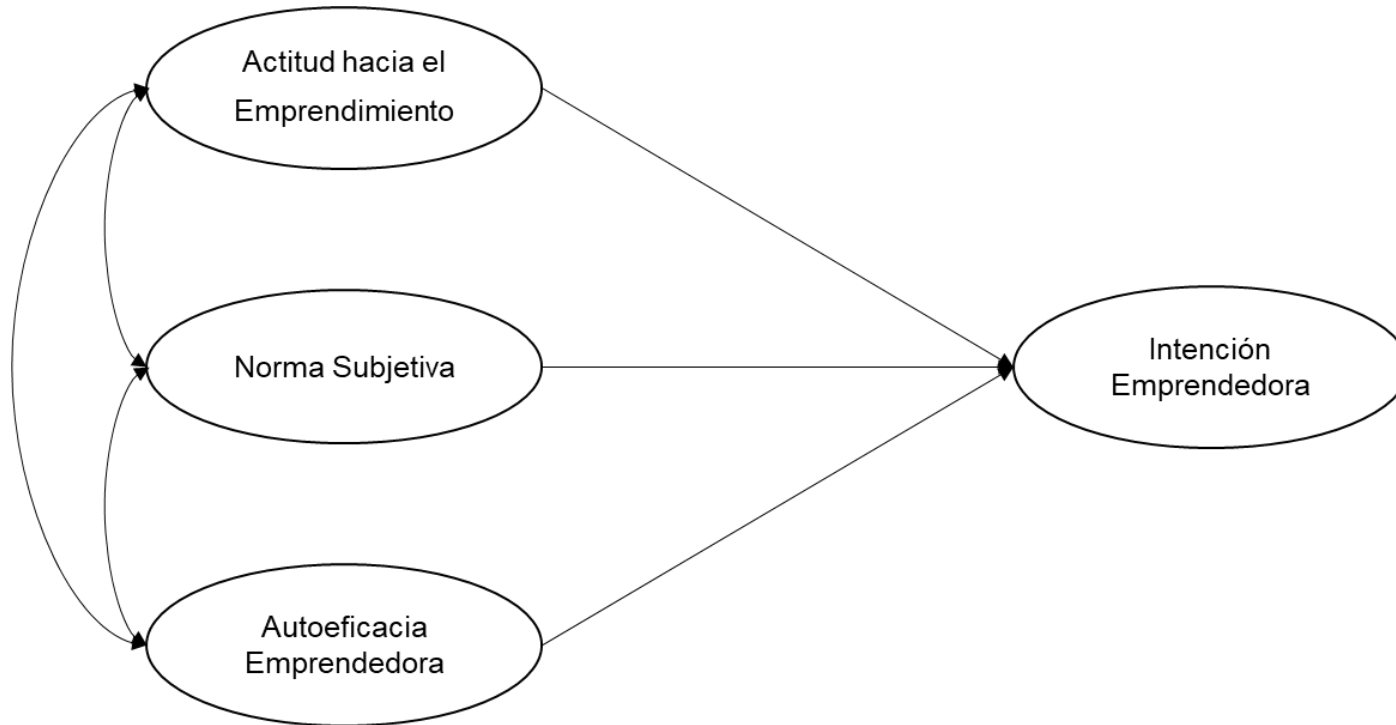 Actitud hacia el
Emprendimiento
Norma Subjetiva
Intención
Emprendedora
Autoeficacia
Emprendedora